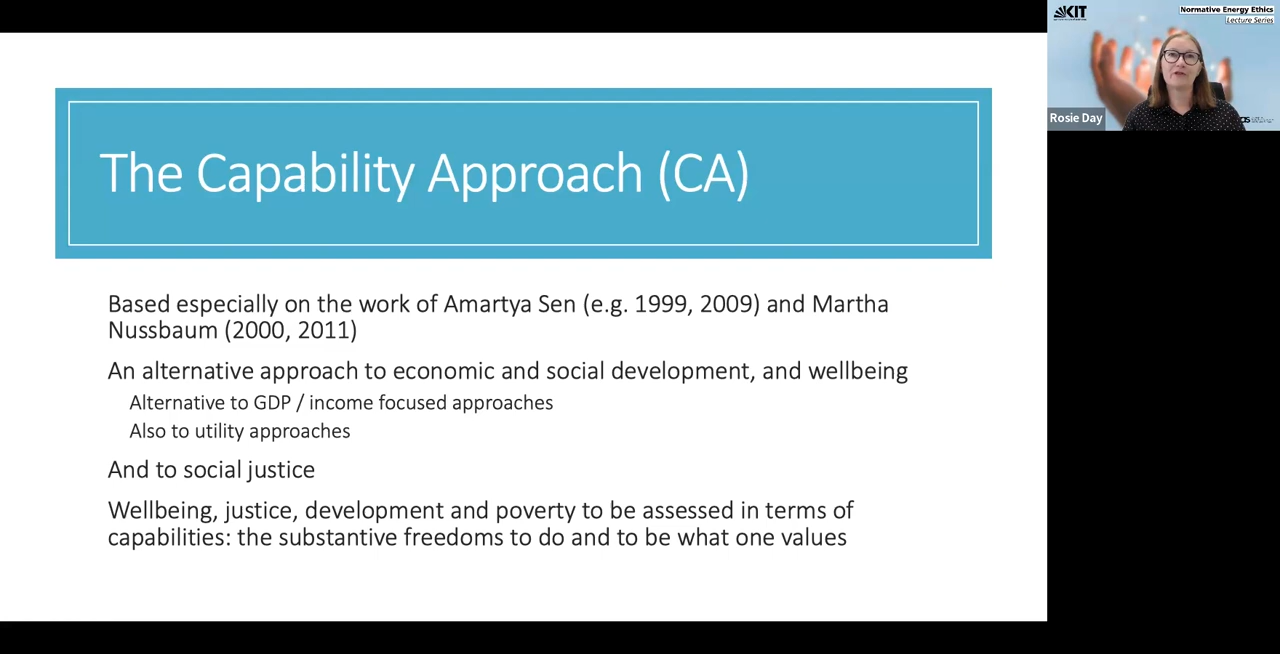 The Capability Approach (CA)
Based especially on the work of Amartya Sen (e.g. 1999, 2009) and Martha
Nussbaum (2000, 2011)
An alternative approach to economic and social development, and wellbeing
Alternative to GDP / income focused approaches
Also to utility approaches
And to social justice
Wellbeing, justice, development and poverty to be assessed in terms of
capabilities: the substantive freedoms to do and to be what one values
KIT
Normative Energy Ethics
Lecture Series
Rosie Day